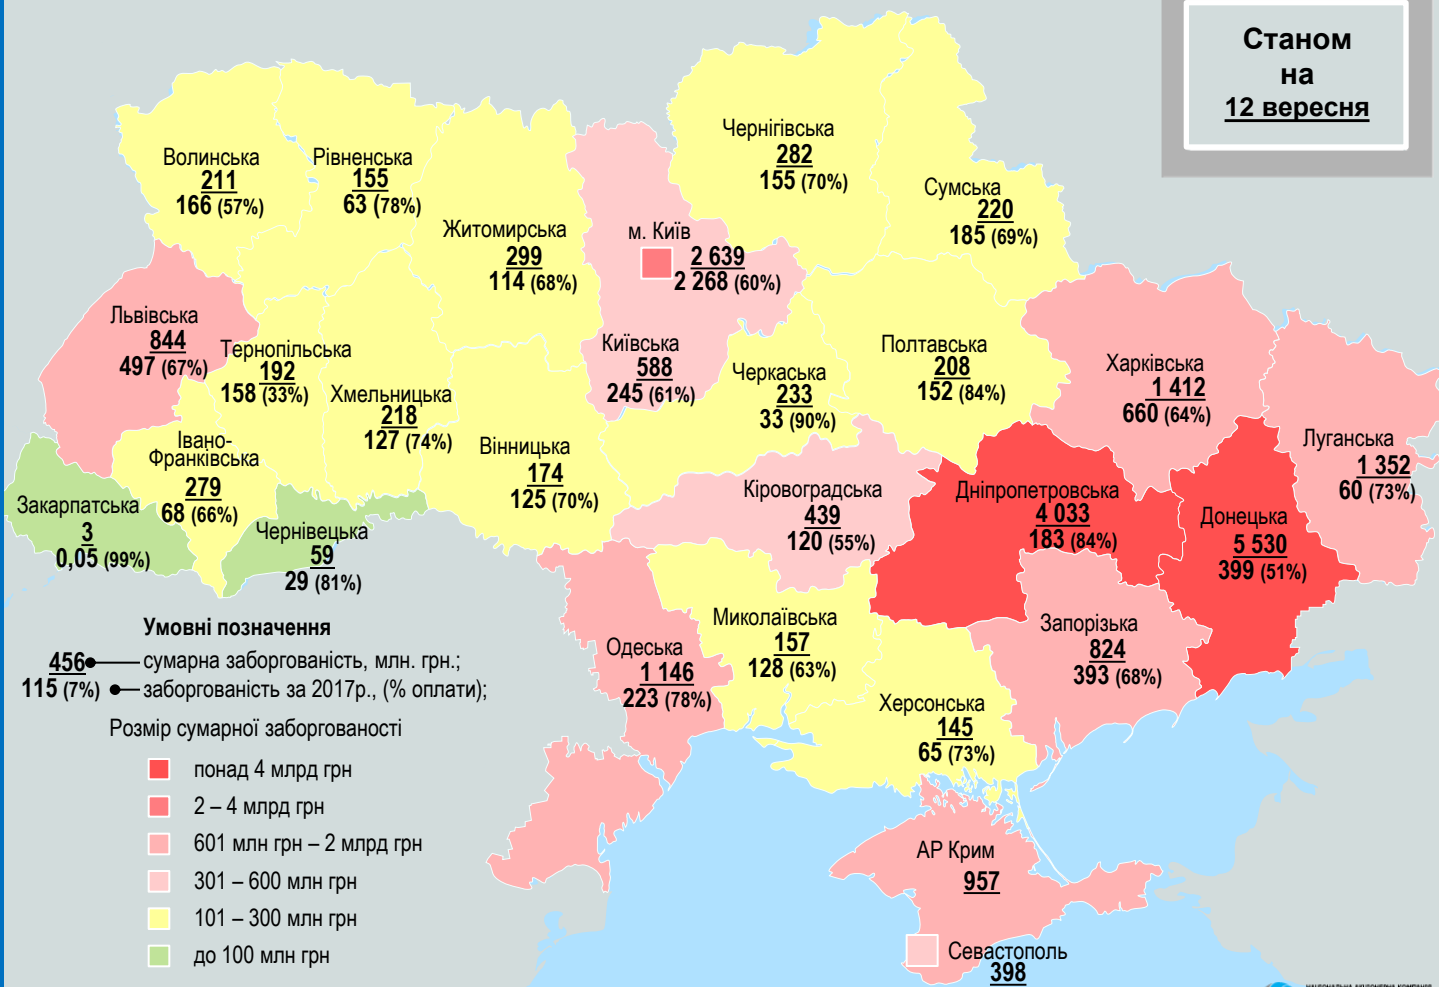 Станом
на
12 вересня
Чернігівська
282
155 (70%)
Волинська
211
166 (57%)
Рівненська
155
63 (78%)
Сумська
220
185 (69%)
Житомирська
299
114 (68%)
м. Київ
2 639
2 268 (60%)
Львівська
844
497 (67%)
Тернопільська
192
158 (33%)
Київська
588
245 (61%)
Полтавська
208
152 (84%)
Харківська
1 412
660 (64%)
Черкаська
233
33 (90%)
Хмельницька
218
127 (74%)
Вінницька
174
125 (70%)
Луганська
1 352
60 (73%)
Івано-
Франківська
279
68 (66%)
Кіровоградська
439
120 (55%)
Дніпропетровська
4 033
183 (84%)
Донецька
5 530
399 (51%)
Закарпатська
3
0,05 (99%)
Чернівецька
59
29 (81%)
Миколаївська
157
128 (63%)
Запорізька
824
393 (68%)
Одеська
1 146
223 (78%)
Херсонська
145
65 (73%)
АР Крим
957
Севастополь
398
Умовні позначення
456 сумарна заборгованість, млн. грн.;
115 (7%) заборгованість за 2017р., (% оплати);
Розмір сумарної заборгованості
понад 4 млрд грн
2 – 4 млрд грн
601 млн грн – 2 млрд грн
301 – 600 млн грн
101 – 300 млн грн
до 100 млн грн